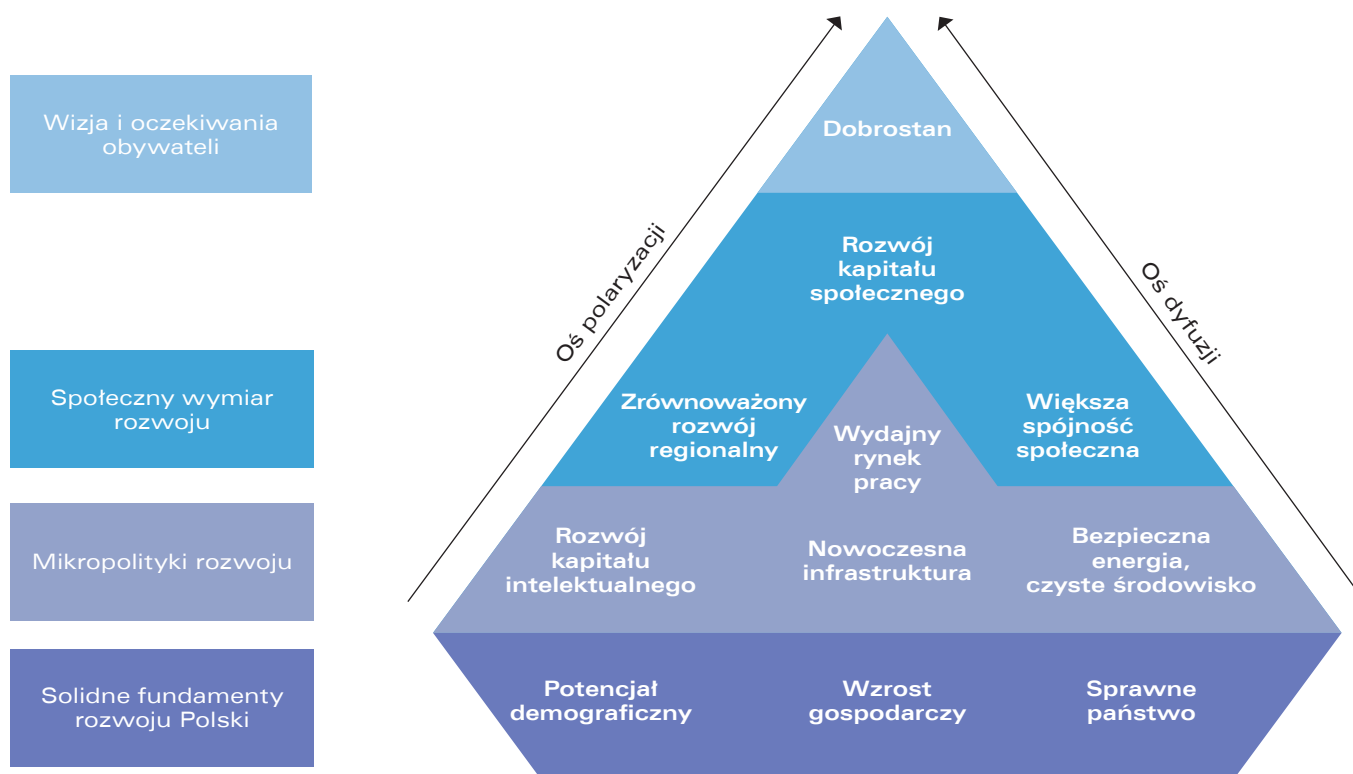 Wizja i oczekiwania
obywateli
Dobrostan
Oś polaryzacji
Oś dyfuzji
Rozwój
kapitału
społecznego
Społeczny wymiar
rozwoju
Zrównoważony
rozwój
regionalny
Wydajny
rynek
pracy
Większa
spójność
społeczna
Mikropolityki rozwoju
Rozwój
kapitału
intelektualnego
Nowoczesna
infrastruktura
Bezpieczna
energia,
czyste środowisko
Solidne fundamenty
rozwoju Polski
Potencjał
demograficzny
Wzrost
gospodarczy
Sprawne
państwo